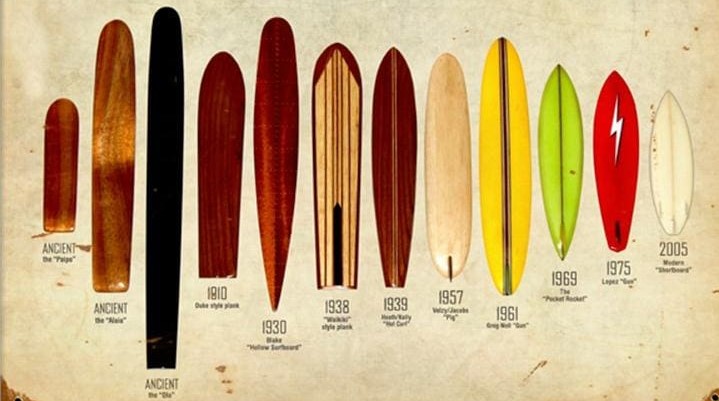 ANCIENT
the "Paipo"
ANCIENT
the "Alaia"
ANCIENT
the "Olo"
1910
Duke style plank
1930
Blake
"Hollow Surfboard"
1938
"Waikiki"
style plank
1939
Heath/Kelly
"Hot Curl"
1957
Velzy/Jacobs
"Pig"
1961
Greg Noll "Gun"
1969
The
"Pocket Rocket"
1975
Lopez "Gun"
2005
Modern
"Shortboard"